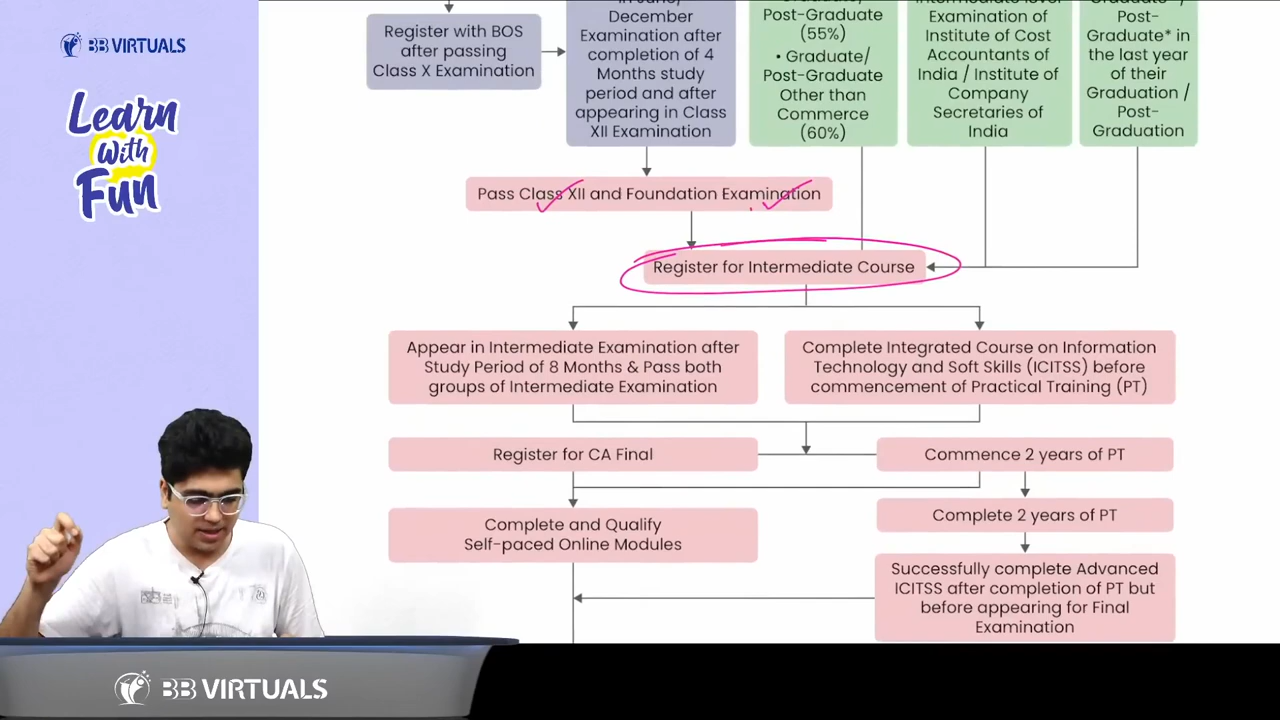 BB VIRTUALS
Learn
With
Fun
Register with BOS
after passing
Class X Examination
December
Examination after
completion of 4
Months study
period and after
appearing in Class
XII Examination
Post-Graduate
(55%)
• Graduate/
Post-Graduate
Other than
Commerce
(60%)
Intermediate level
Examination of
Institute of Cost
Accountants of
India / Institute of
Company
Secretaries of
India
Post-
Graduate* in
the last year
of their
Graduation /
Post-
Graduation
Pass Class XII and Foundation Examination
Register for Intermediate Course
Appear in Intermediate Examination after
Study Period of 8 Months & Pass both
groups of Intermediate Examination
Complete Integrated Course on Information
Technology and Soft Skills (ICITSS) before
commencement of Practical Training (PT)
Register for CA Final
Commence 2 years of PT
Complete and Qualify
Self-paced Online Modules
Complete 2 years of PT
Successfully complete Advanced
ICITSS after completion of PT but
before appearing for Final
Examination
BB VIRTUALS